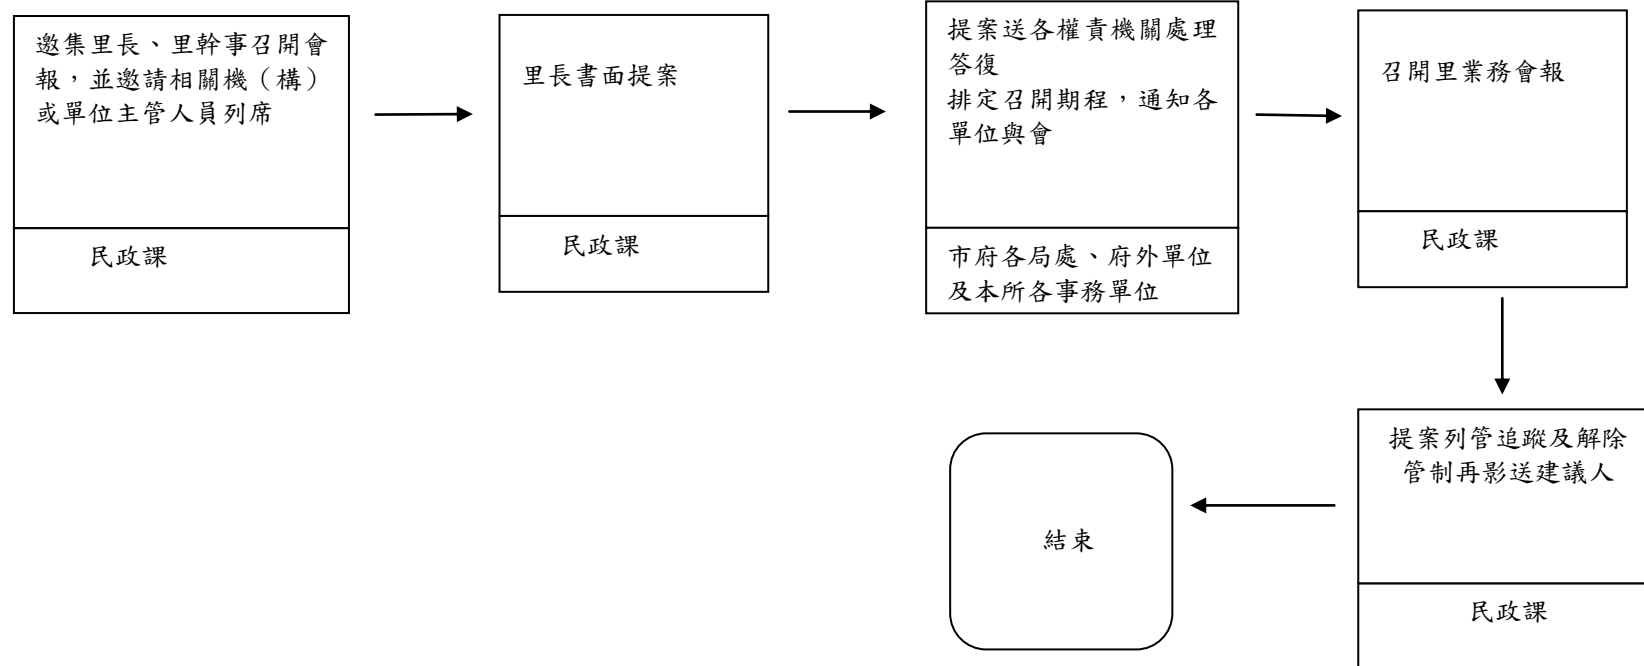 邀集里長、里幹事召開會
報，並邀請相關機（構）
或單位主管人員列席
民政課
里長書面提案
民政課
提案送各權責機關處理
答復
排定召開期程，通知各
單位與會
市府各局處、府外單位
及本所各事務單位
召開里業務會報
民政課
提案列管追蹤及解除
管制再影送建議人
民政課
結束